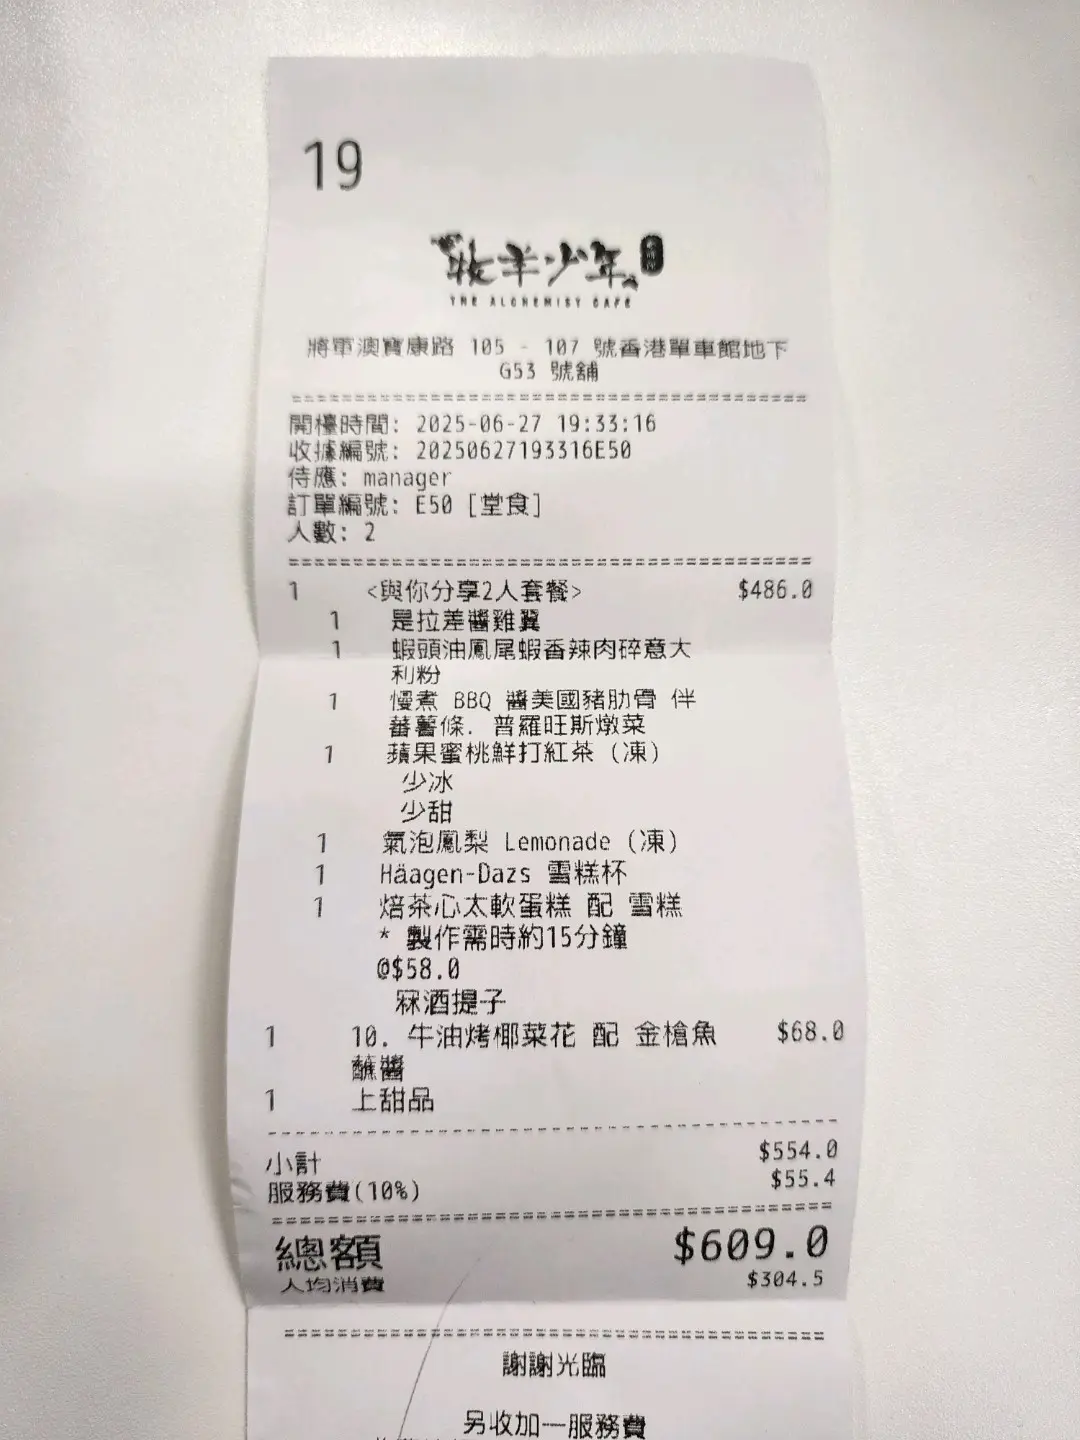 19
牧羊少年
THE ALCHEMIST CAFE
將軍澳寶康路 105 - 107 號香港單車館地下
G53 號舖
開檯時間: 2025-06-27 19:33:16
收據編號: 20250627193316E50
侍應: manager
訂單編號: E50 [堂食]
人數: 2
1 <與你分享2人套餐> $486.0
1 是拉差醬雞翼
1 蝦頭油鳳尾蝦香辣肉碎意大
利粉
1 慢煮 BBQ 醬美國豬肋骨 伴
蕃薯條. 普羅旺斯燉菜
1 蘋果蜜桃鮮打紅茶 (凍)
少冰
少甜
1 氣泡鳳梨 Lemonade (凍)
1 Häagen-Dazs 雪糕杯
1 焙茶心太軟蛋糕 配 雪糕
* 製作需時約15分鐘
@$58.0
冧酒提子
1 10. 牛油烤椰菜花 配 金槍魚 $68.0
蘸醬
1 上甜品
小計 $554.0
服務費(10%) $55.4
總額 $609.0
人均消費 $304.5
謝謝光臨
另收加一服務費